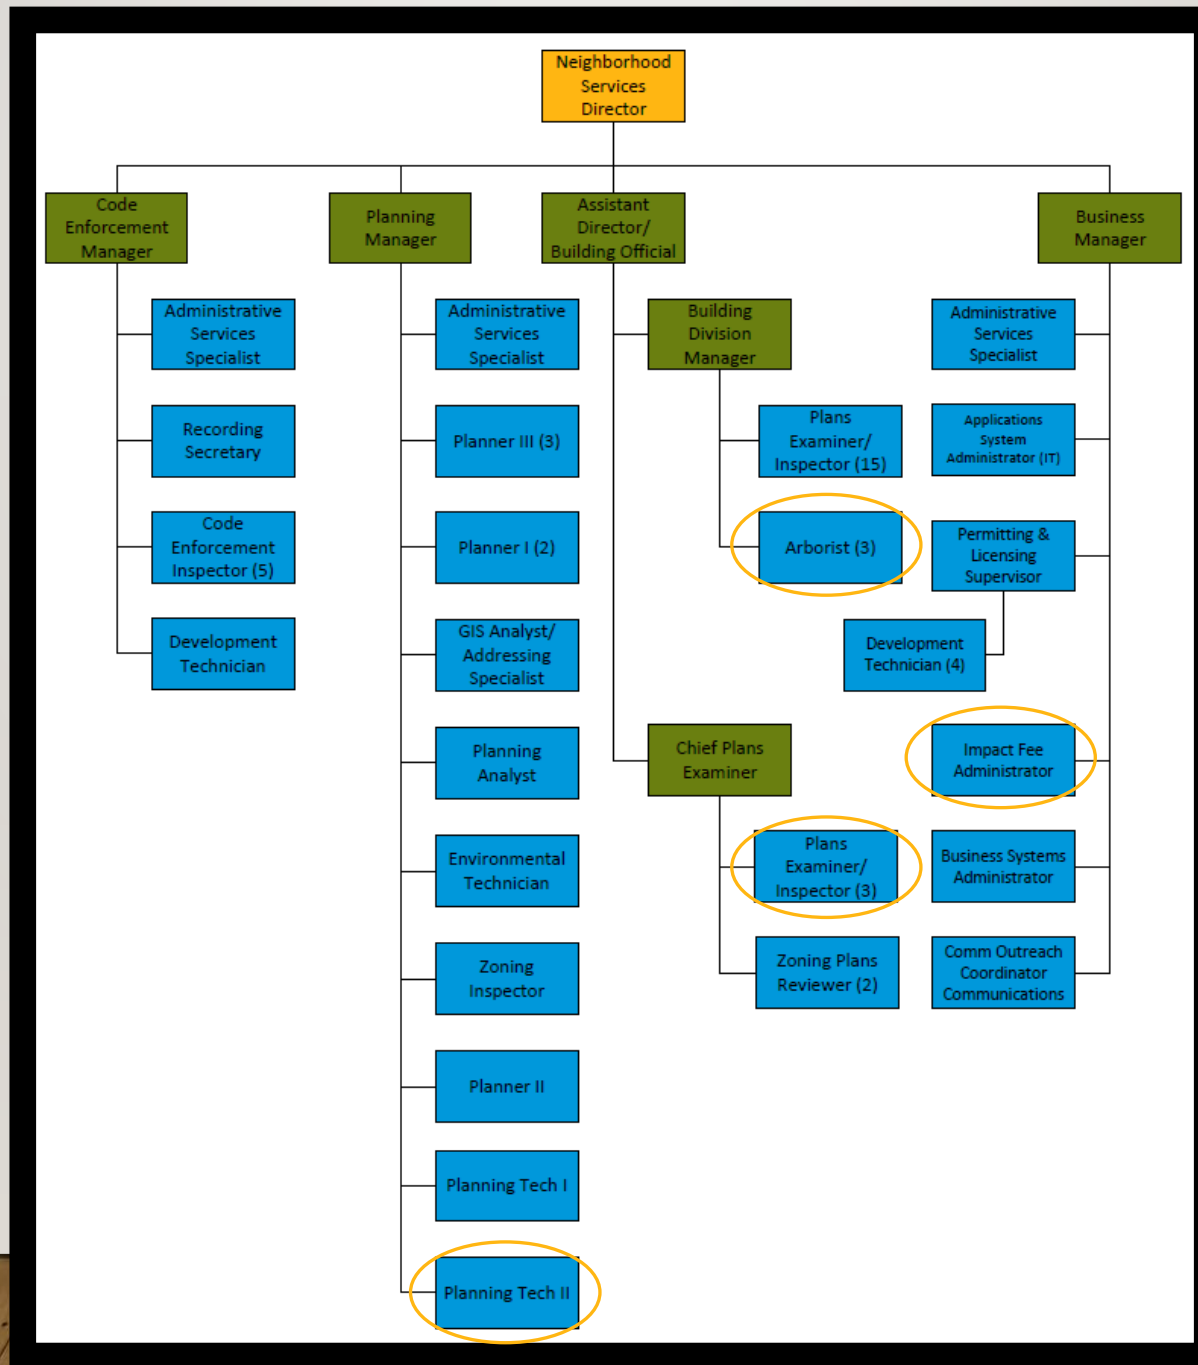 Neighborhood
Services
Director
Code
Enforcement
Manager
Planning
Manager
Assistant
Director/
Building Official
Business
Manager
Administrative
Services
Specialist
Recording
Secretary
Code
Enforcement
Inspector (5)
Development
Technician
Administrative
Services
Specialist
Planner III (3)
Planner I (2)
GIS Analyst/
Addressing
Specialist
Planning
Analyst
Environmental
Technician
Zoning
Inspector
Planner II
Planning Tech I
Planning Tech II
Building
Division
Manager
Plans
Examiner/
Inspector (15)
Arborist (3)
Chief Plans
Examiner
Plans
Examiner/
Inspector (3)
Zoning Plans
Reviewer (2)
Administrative
Services
Specialist
Applications
System
Administrator (IT)
Permitting &
Licensing
Supervisor
Development
Technician (4)
Impact Fee
Administrator
Business Systems
Administrator
Comm Outreach
Coordinator
Communications